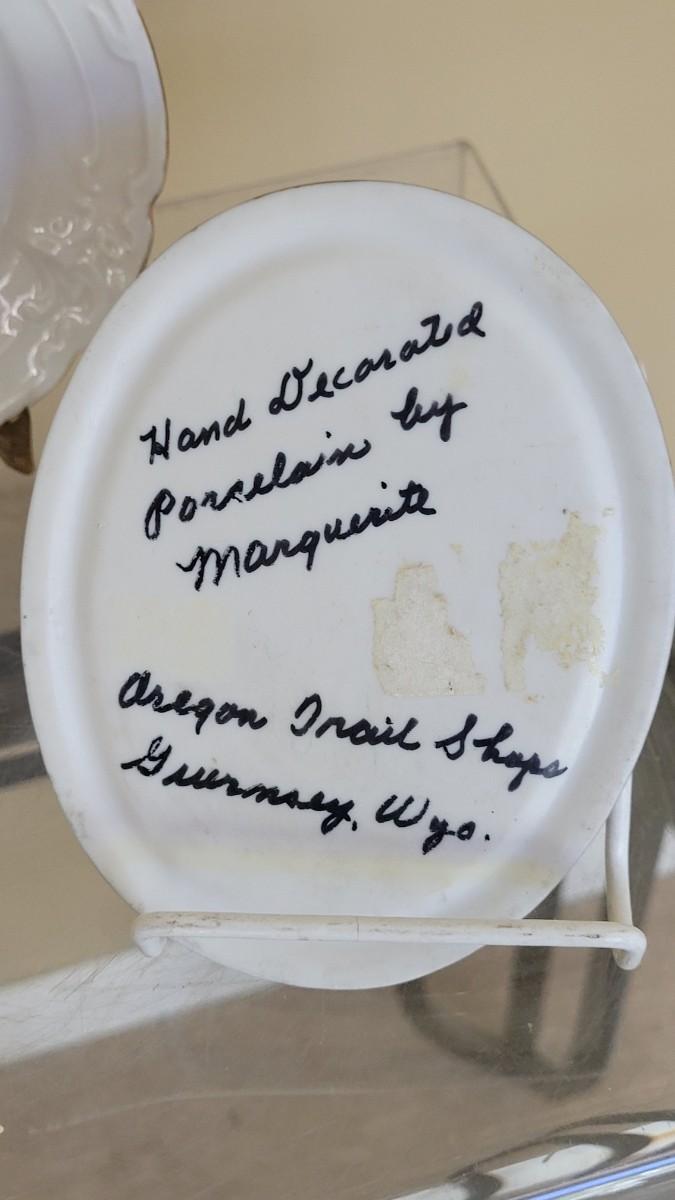 Hand Decorated
Porcelain by
Marguerite
Oregon Trail Shops
Guernsey, Wyo.